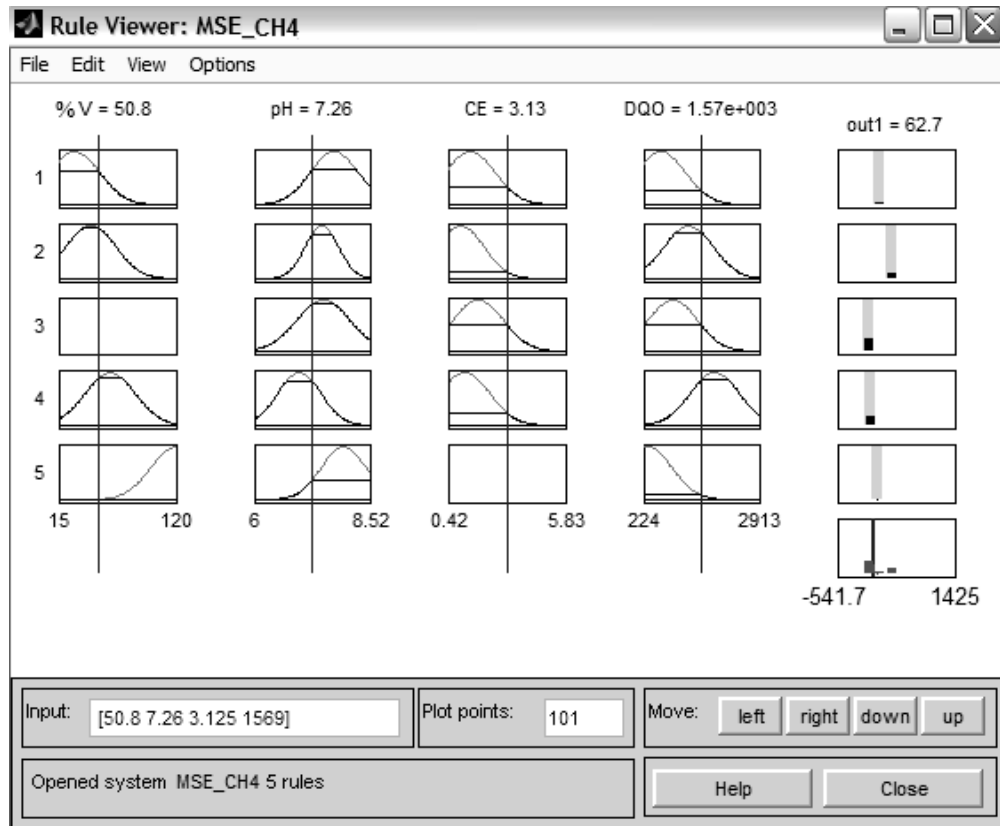 Rule Viewer: MSE_CH4
File Edit View Options
% V = 50.8 pH = 7.26 CE = 3.13 DQO = 1.57e+003 out1 = 62.7
1
2
3
4
5
15 120 6 8.52 0.42 5.83 224 2913
-541.7 1425
Input: [50.8 7.26 3.125 1569] Plot points: 101 Move: left right down up
Opened system MSE_CH4 5 rules Help Close